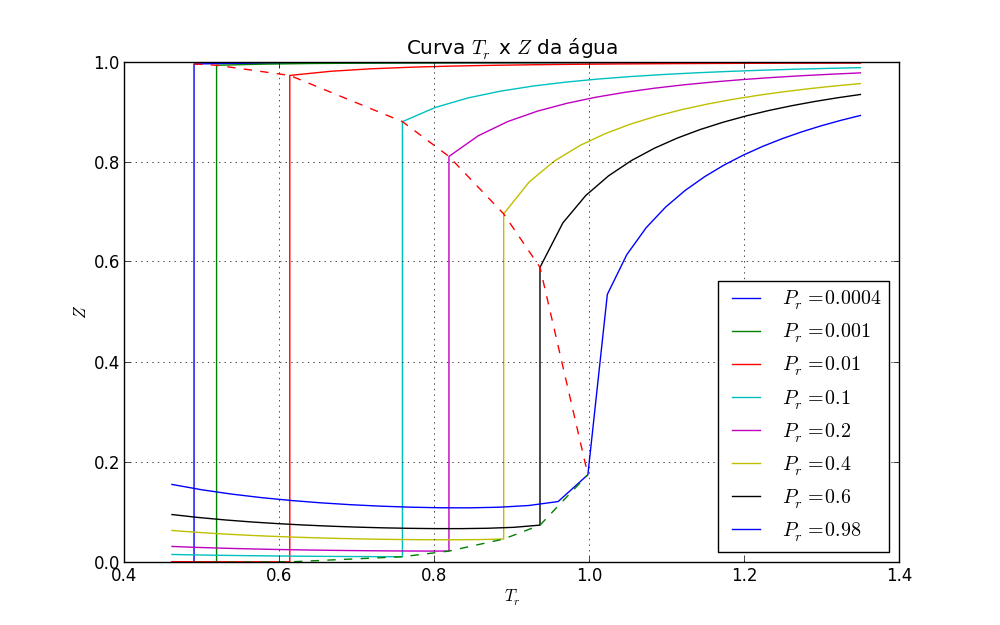 Curva T_r x Z da água
Z
1.0
0.8
0.6
0.4
0.2
0.0
0.4 0.6 0.8 1.0 1.2 1.4
T_r
P_r =0.0004
P_r =0.001
P_r =0.01
P_r =0.1
P_r =0.2
P_r =0.4
P_r =0.6
P_r =0.98